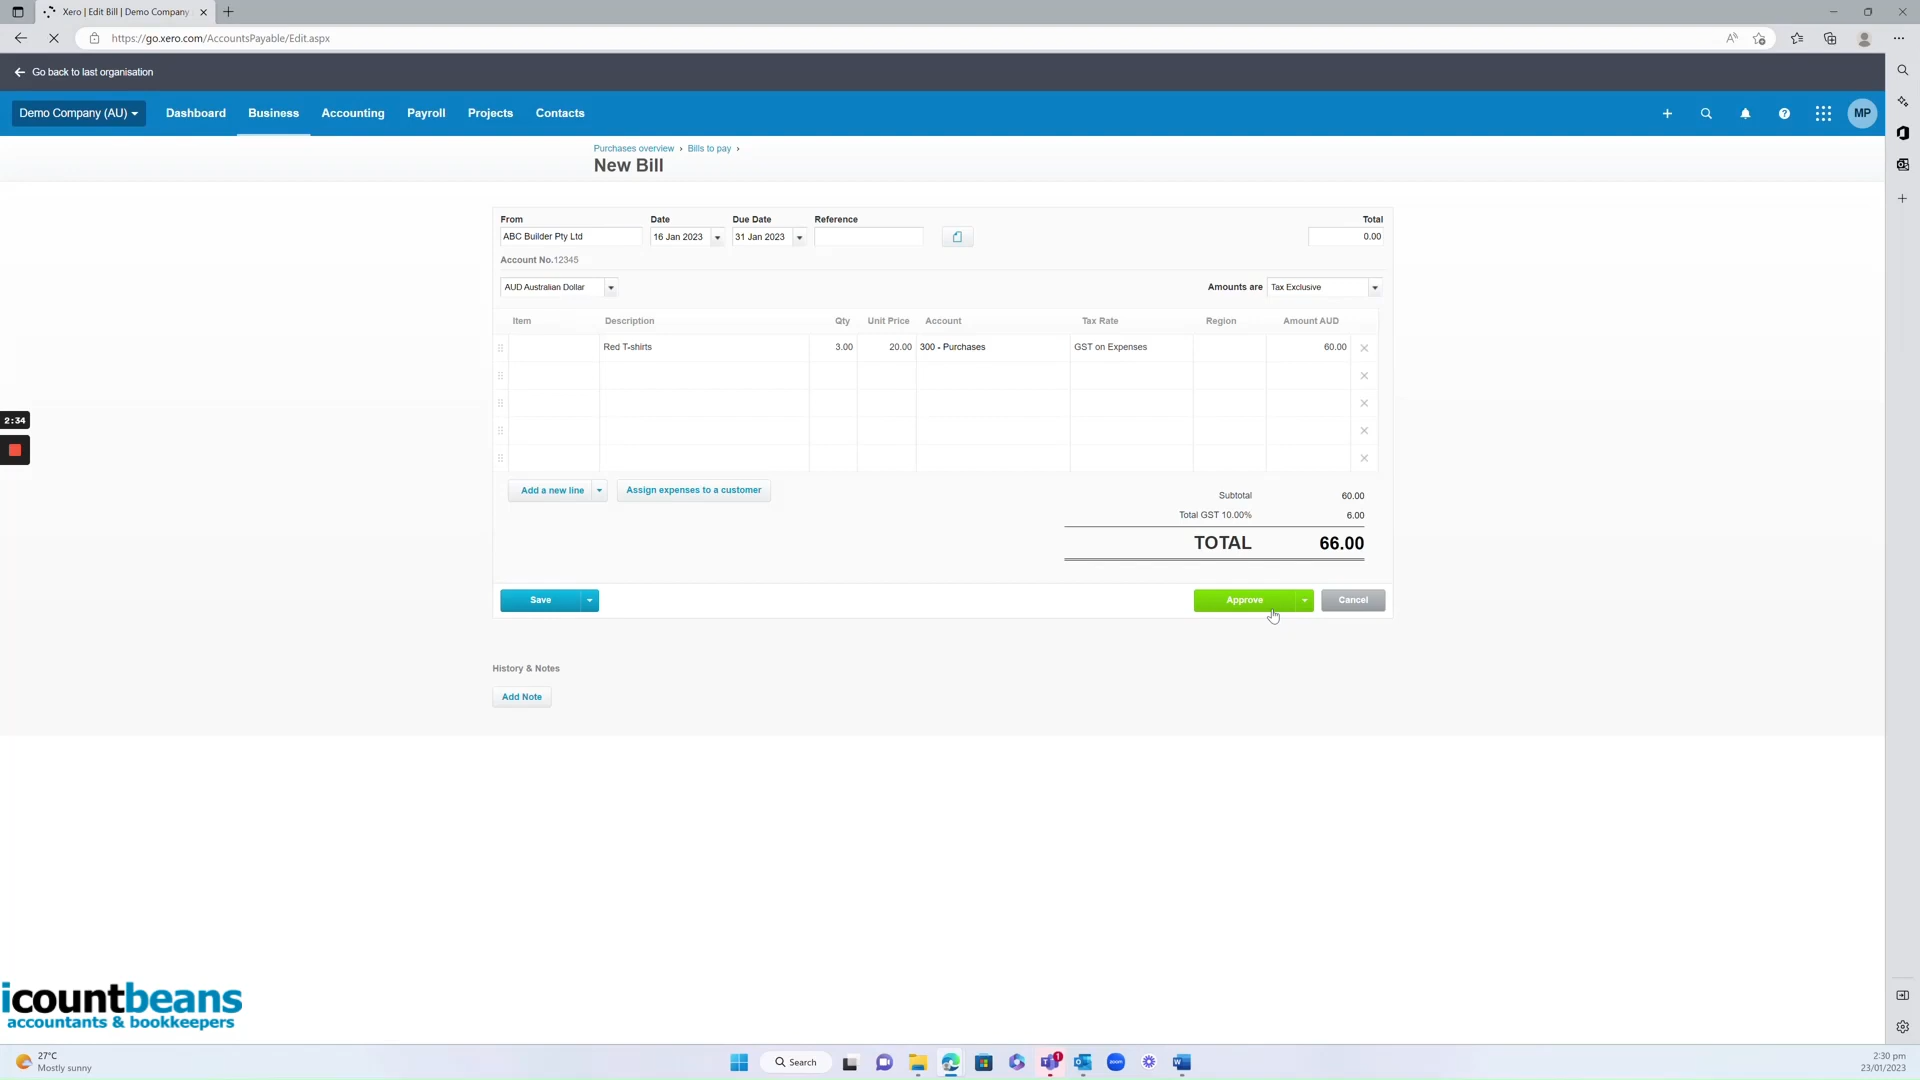 Xero | Edit Bill | Demo Company
https://go.xero.com/AccountsPayable/Edit.aspx
Go back to last organisation
Demo Company (AU) Dashboard Business Accounting Payroll Projects Contacts MP
Purchases overview › Bills to pay ›
New Bill
From Date Due Date Reference Total
ABC Builder Pty Ltd 16 Jan 2023 31 Jan 2023 0.00
Account No.12345
AUD Australian Dollar Amounts are Tax Exclusive
Item Description Qty Unit Price Account Tax Rate Region Amount AUD
Red T-shirts 3.00 20.00 300 - Purchases GST on Expenses 60.00
2:34
Add a new line Assign expenses to a customer
Subtotal 60.00
Total GST 10.00% 6.00
TOTAL 66.00
Save Approve Cancel
History & Notes
Add Note
icountbeans
accountants & bookkeepers
27°C
Mostly sunny
Search
1
zoom
2:30 pm
23/01/2023